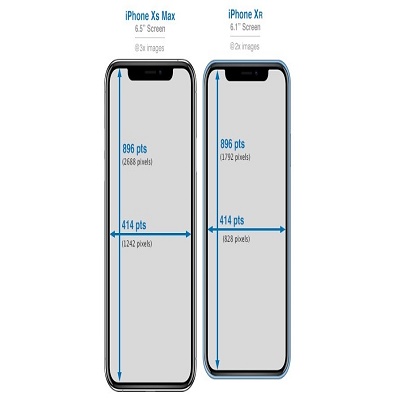 iPhone Xs Max
6.5" Screen
@3x images
896 pts
(2688 pixels)
414 pts
(1242 pixels)
iPhone XR
6.1" Screen
@2x images
896 pts
(1792 pixels)
414 pts
(828 pixels)